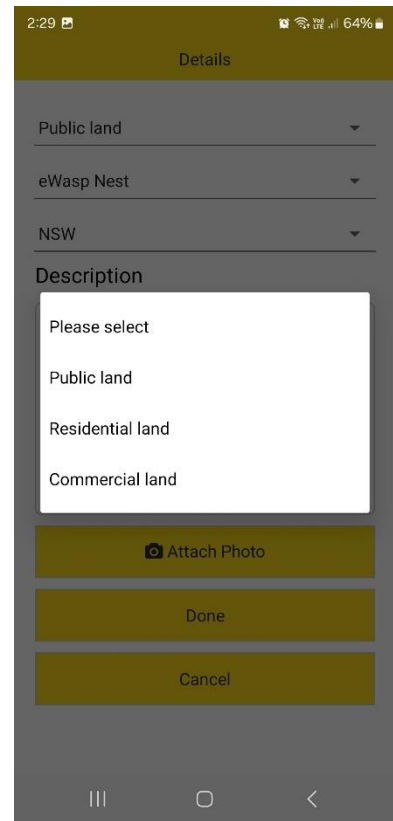 2:29 64%
Details
Public land
eWasp Nest
NSW
Description
Please select
Public land
Residential land
Commercial land
Attach Photo
Done
Cancel